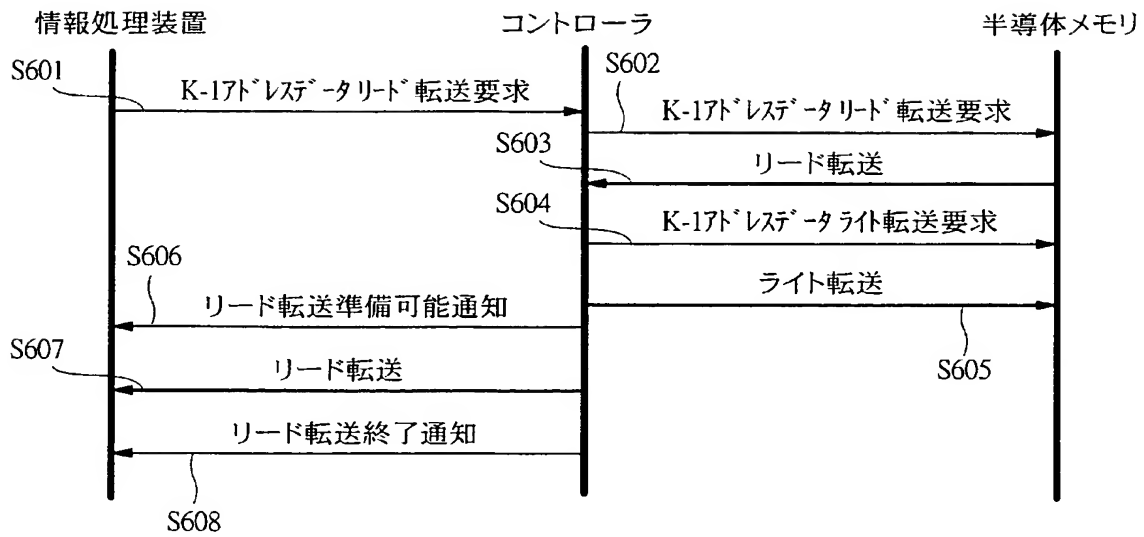 情報処理装置
コントローラ
半導体メモリ
S601
K-1ｱﾄﾞﾚｽﾃﾞｰﾀﾘｰﾄﾞ転送要求
S602
K-1ｱﾄﾞﾚｽﾃﾞｰﾀﾘｰﾄﾞ転送要求
S603
リード転送
S604
K-1ｱﾄﾞﾚｽﾃﾞｰﾀﾗｲﾄ転送要求
S606
ライト転送
リード転送準備可能通知
S605
S607
リード転送
リード転送終了通知
S608